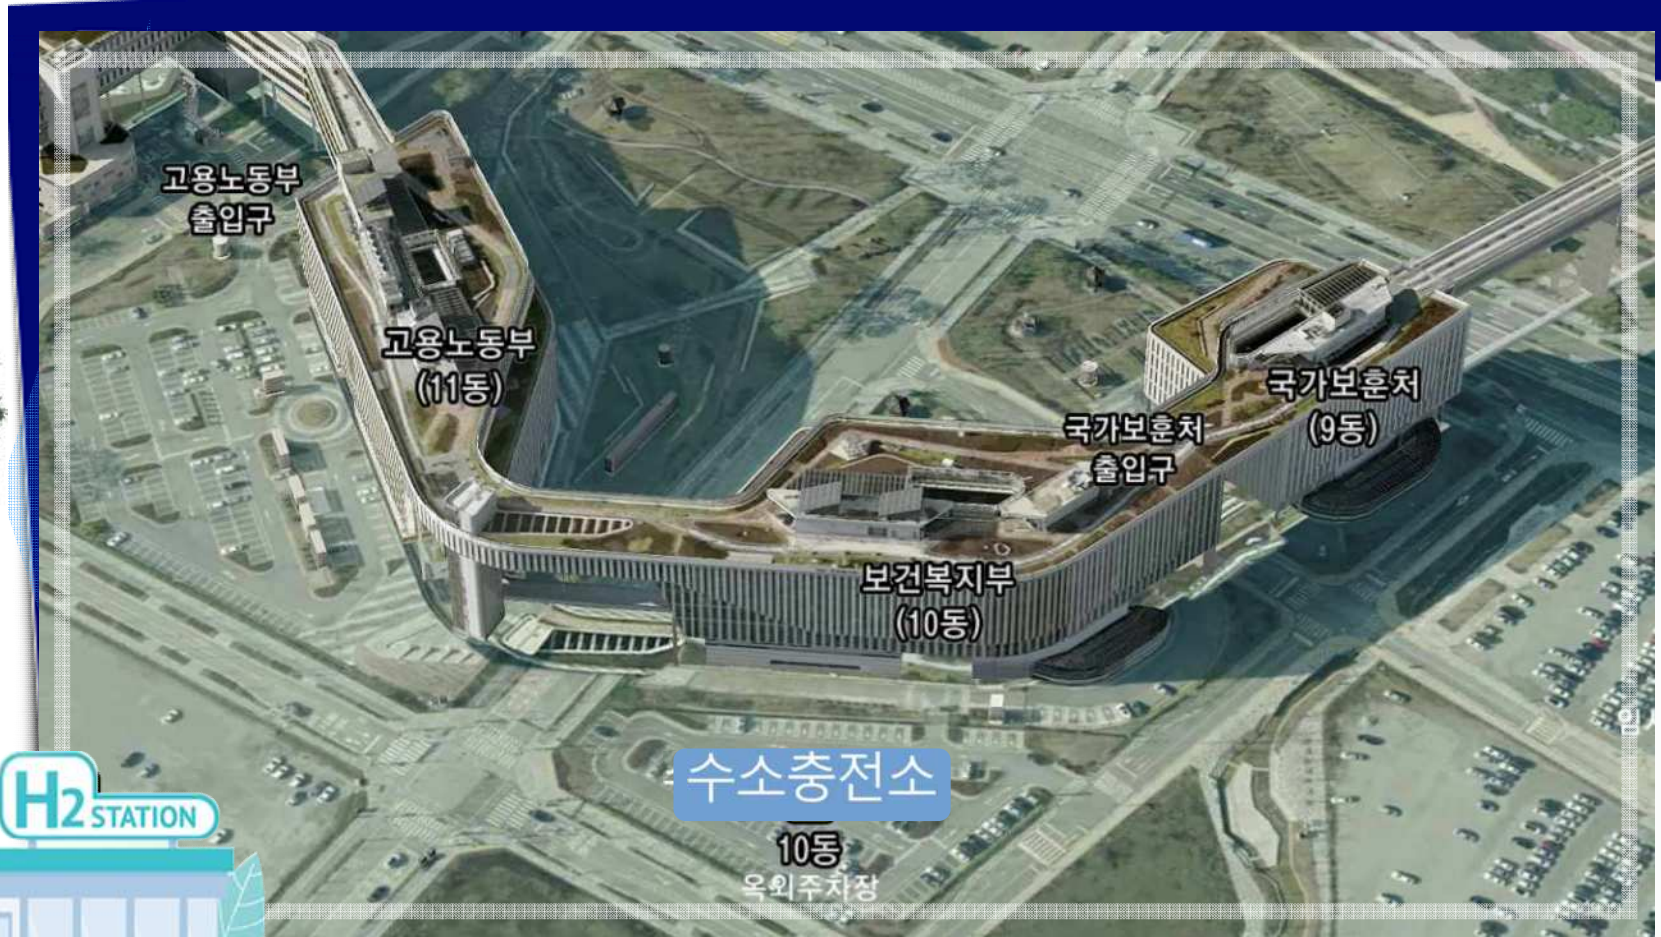 고용노동부
출입구
고용노동부
(11동)
국가보훈처
(9동)
국가보훈처
출입구
보건복지부
(10동)
수소충전소
H2 STATION
10동
옥외주차장